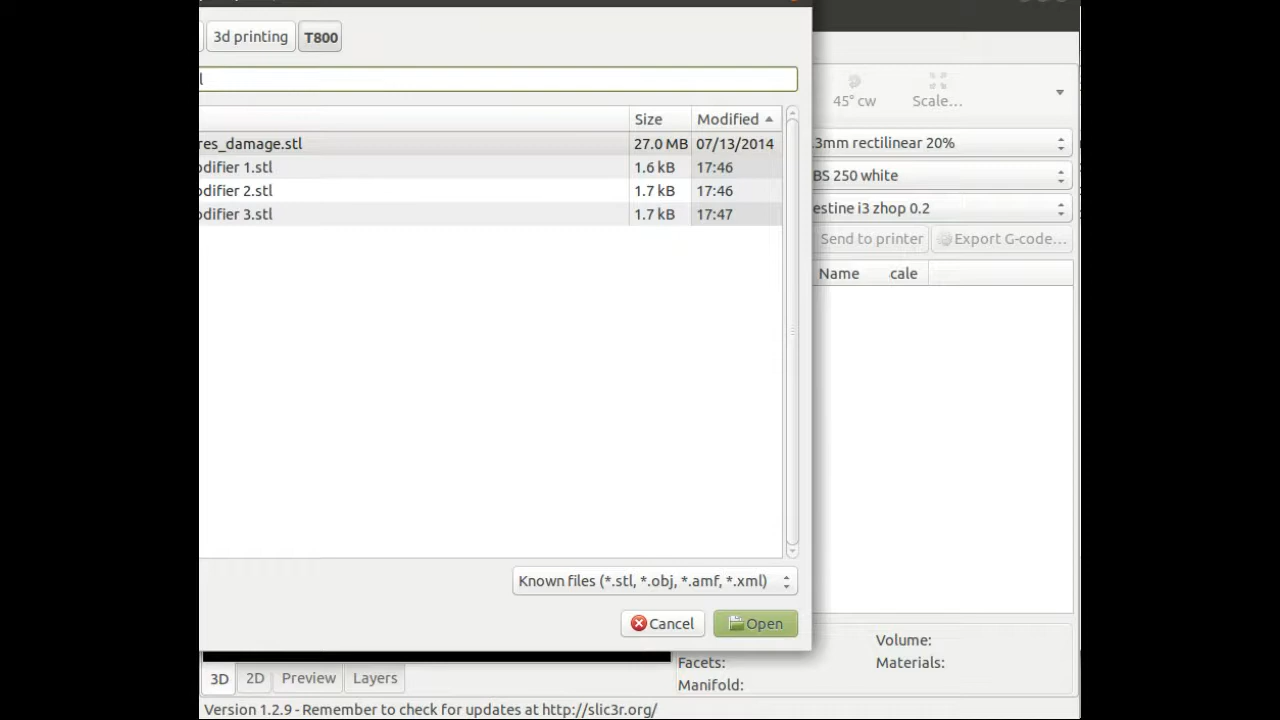 3d printing T800
l
45° cw Scale...
Size Modified
.3mm rectilinear 20%
res_damage.stl 27.0 MB 07/13/2014
odifier 1.stl 1.6 kB 17:46
BS 250 white
odifier 2.stl 1.7 kB 17:46
estine i3 zhop 0.2
odifier 3.stl 1.7 kB 17:47
Send to printer Export G-code...
Name cale
Known files (*.stl, *.obj, *.amf, *.xml)
Cancel Open
Volume:
Facets: Materials:
Manifold:
3D 2D Preview Layers
Version 1.2.9 - Remember to check for updates at http://slic3r.org/